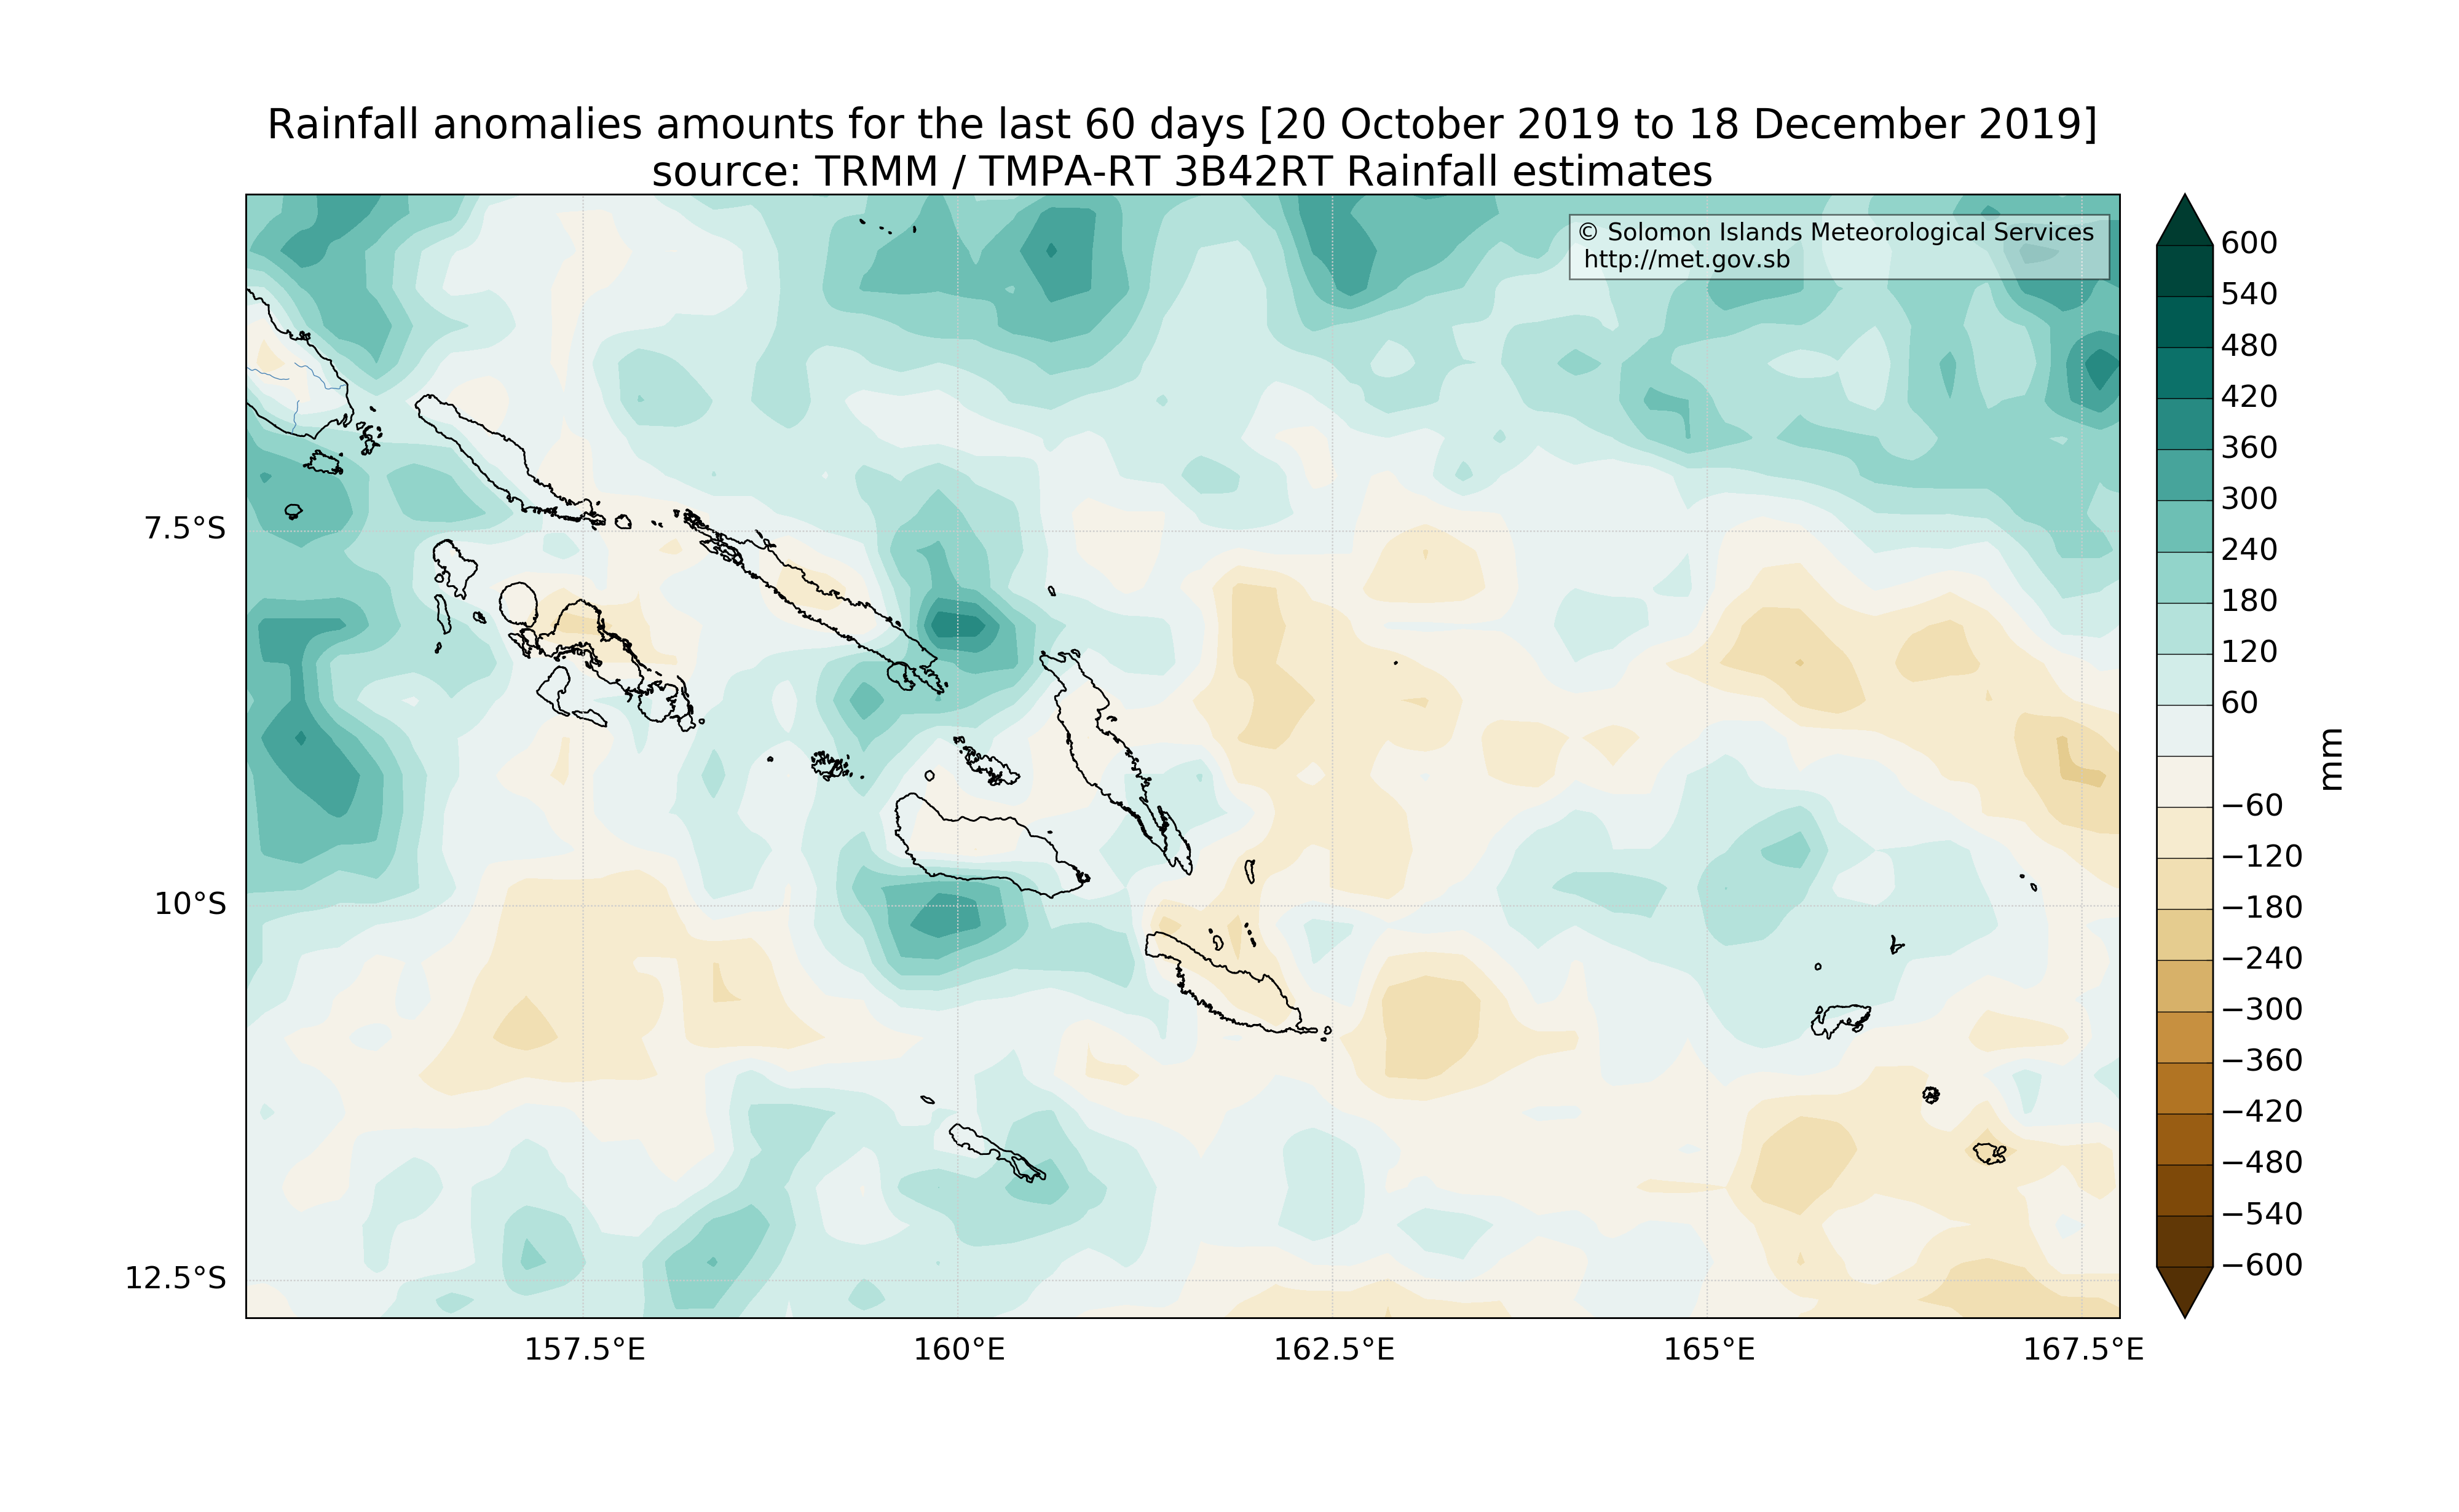 Rainfall anomalies amounts for the last 60 days [20 October 2019 to 18 December 2019]
source: TRMM / TMPA-RT 3B42RT Rainfall estimates
© Solomon Islands Meteorological Services
http://met.gov.sb
7.5°S
10°S
12.5°S
157.5°E
160°E
162.5°E
165°E
167.5°E
600
540
480
420
360
300
240
180
120
60
−60
−120
−180
−240
−300
−360
−420
−480
−540
−600
mm